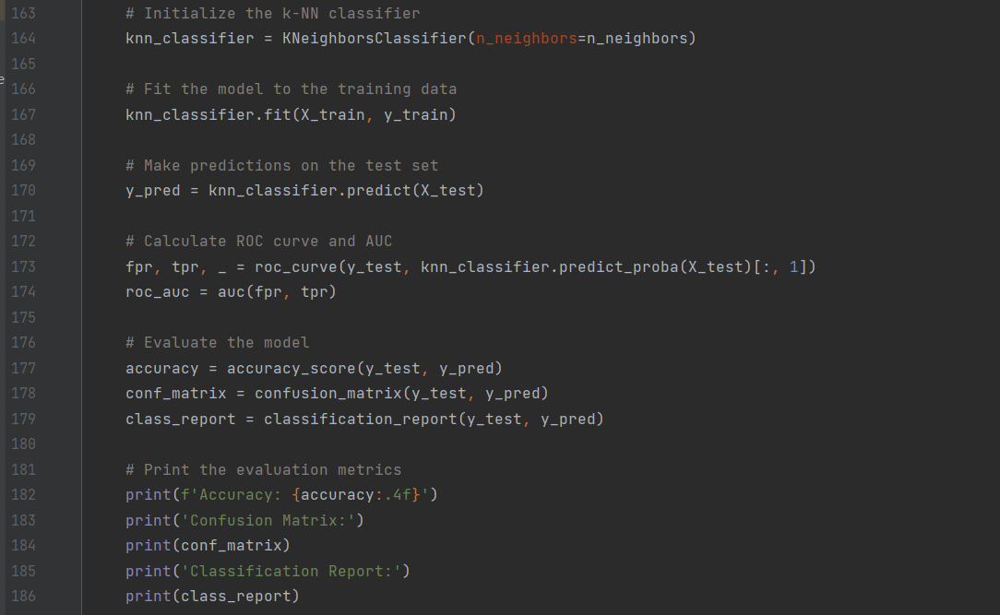 163 # Initialize the k-NN classifier
164 knn_classifier = KNeighborsClassifier(n_neighbors=n_neighbors)
165
e
166 # Fit the model to the training data
167 knn_classifier.fit(X_train, y_train)
168
169 # Make predictions on the test set
170 y_pred = knn_classifier.predict(X_test)
171
172 # Calculate ROC curve and AUC
173 fpr, tpr, _ = roc_curve(y_test, knn_classifier.predict_proba(X_test)[:, 1])
174 roc_auc = auc(fpr, tpr)
175
176 # Evaluate the model
177 accuracy = accuracy_score(y_test, y_pred)
178 conf_matrix = confusion_matrix(y_test, y_pred)
179 class_report = classification_report(y_test, y_pred)
180
181 # Print the evaluation metrics
182 print(f'Accuracy: {accuracy:.4f}')
183 print('Confusion Matrix:')
184 print(conf_matrix)
185 print('Classification Report:')
186 print(class_report)